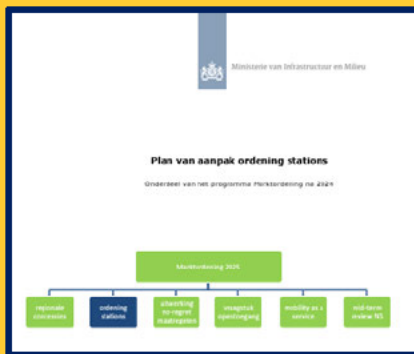 Ministerie van Infrastructuur en Milieu
Plan van aanpak ordening stations
Onderdeel van het programma Marktordening na 2024
Marktordening 2025
regionale
concessies
ordening
stations
uitwerking
no-regret
maatregelen
vraagstuk
opentoegang
mobility as a
service
mid-term
review NS